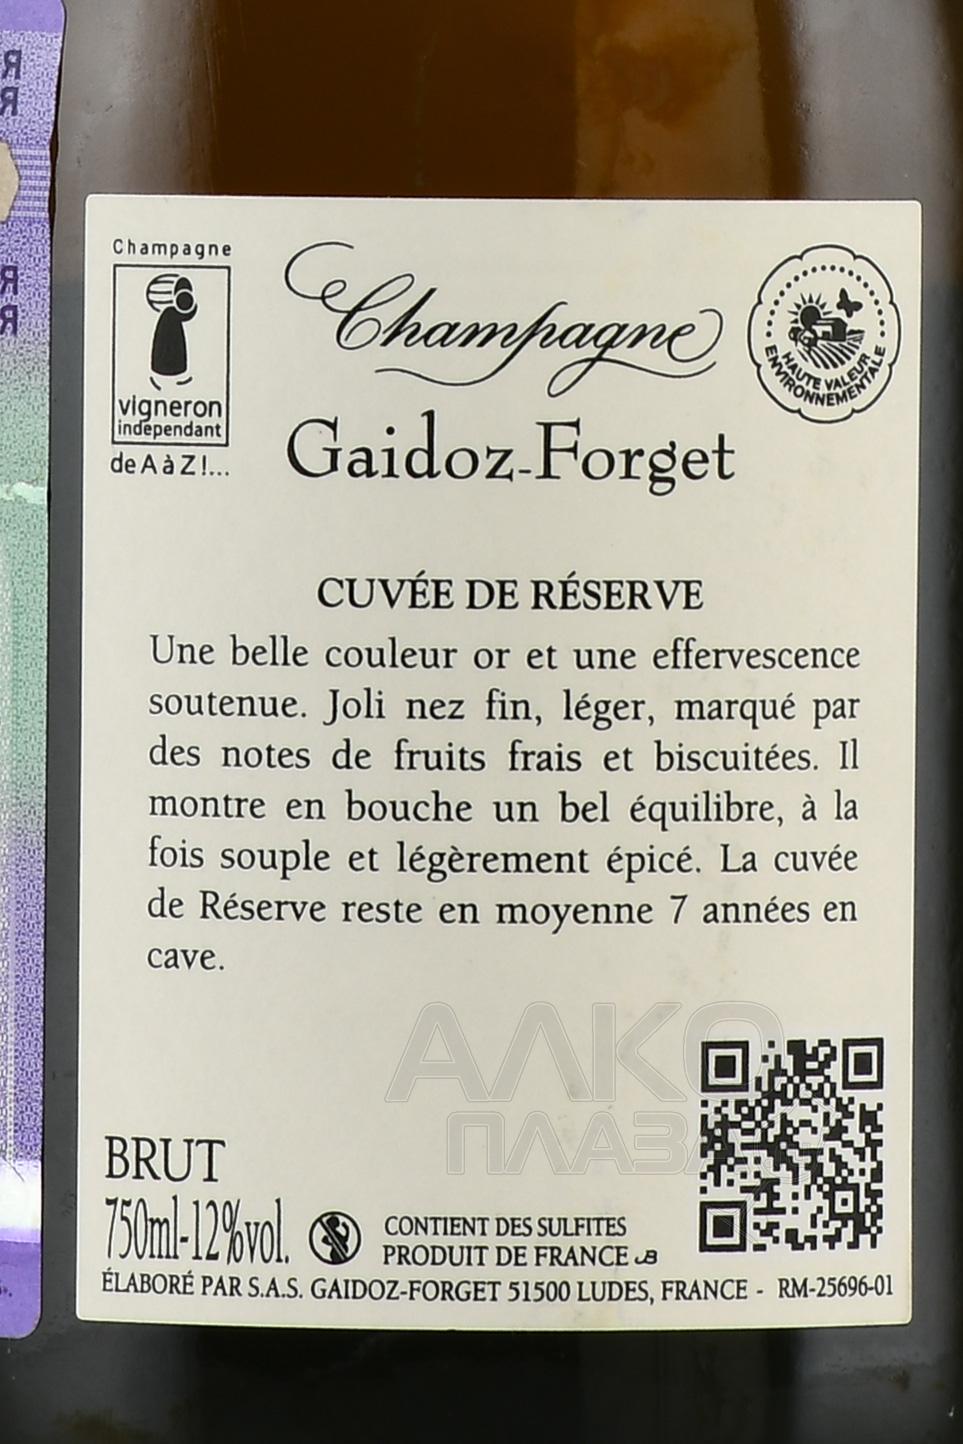 Champagne
vigneron
indépendant
de A à Z !...
Champagne
Gaidoz-Forget
HAUTE VALEUR
ENVIRONNEMENTALE
CUVÉE DE RÉSERVE
Une belle couleur or et une effervescence
soutenue. Joli nez fin, léger, marqué par
des notes de fruits frais et biscuitées. Il
montre en bouche un bel équilibre, à la
fois souple et légèrement épicé. La cuvée
de Réserve reste en moyenne 7 années en
cave.
АЛКО
ПЛАЗА
BRUT
750ml-12%vol.
CONTIENT DES SULFITES
PRODUIT DE FRANCE
ÉLABORÉ PAR S.A.S. GAIDOZ-FORGET 51500 LUDES, FRANCE - RM-25696-01